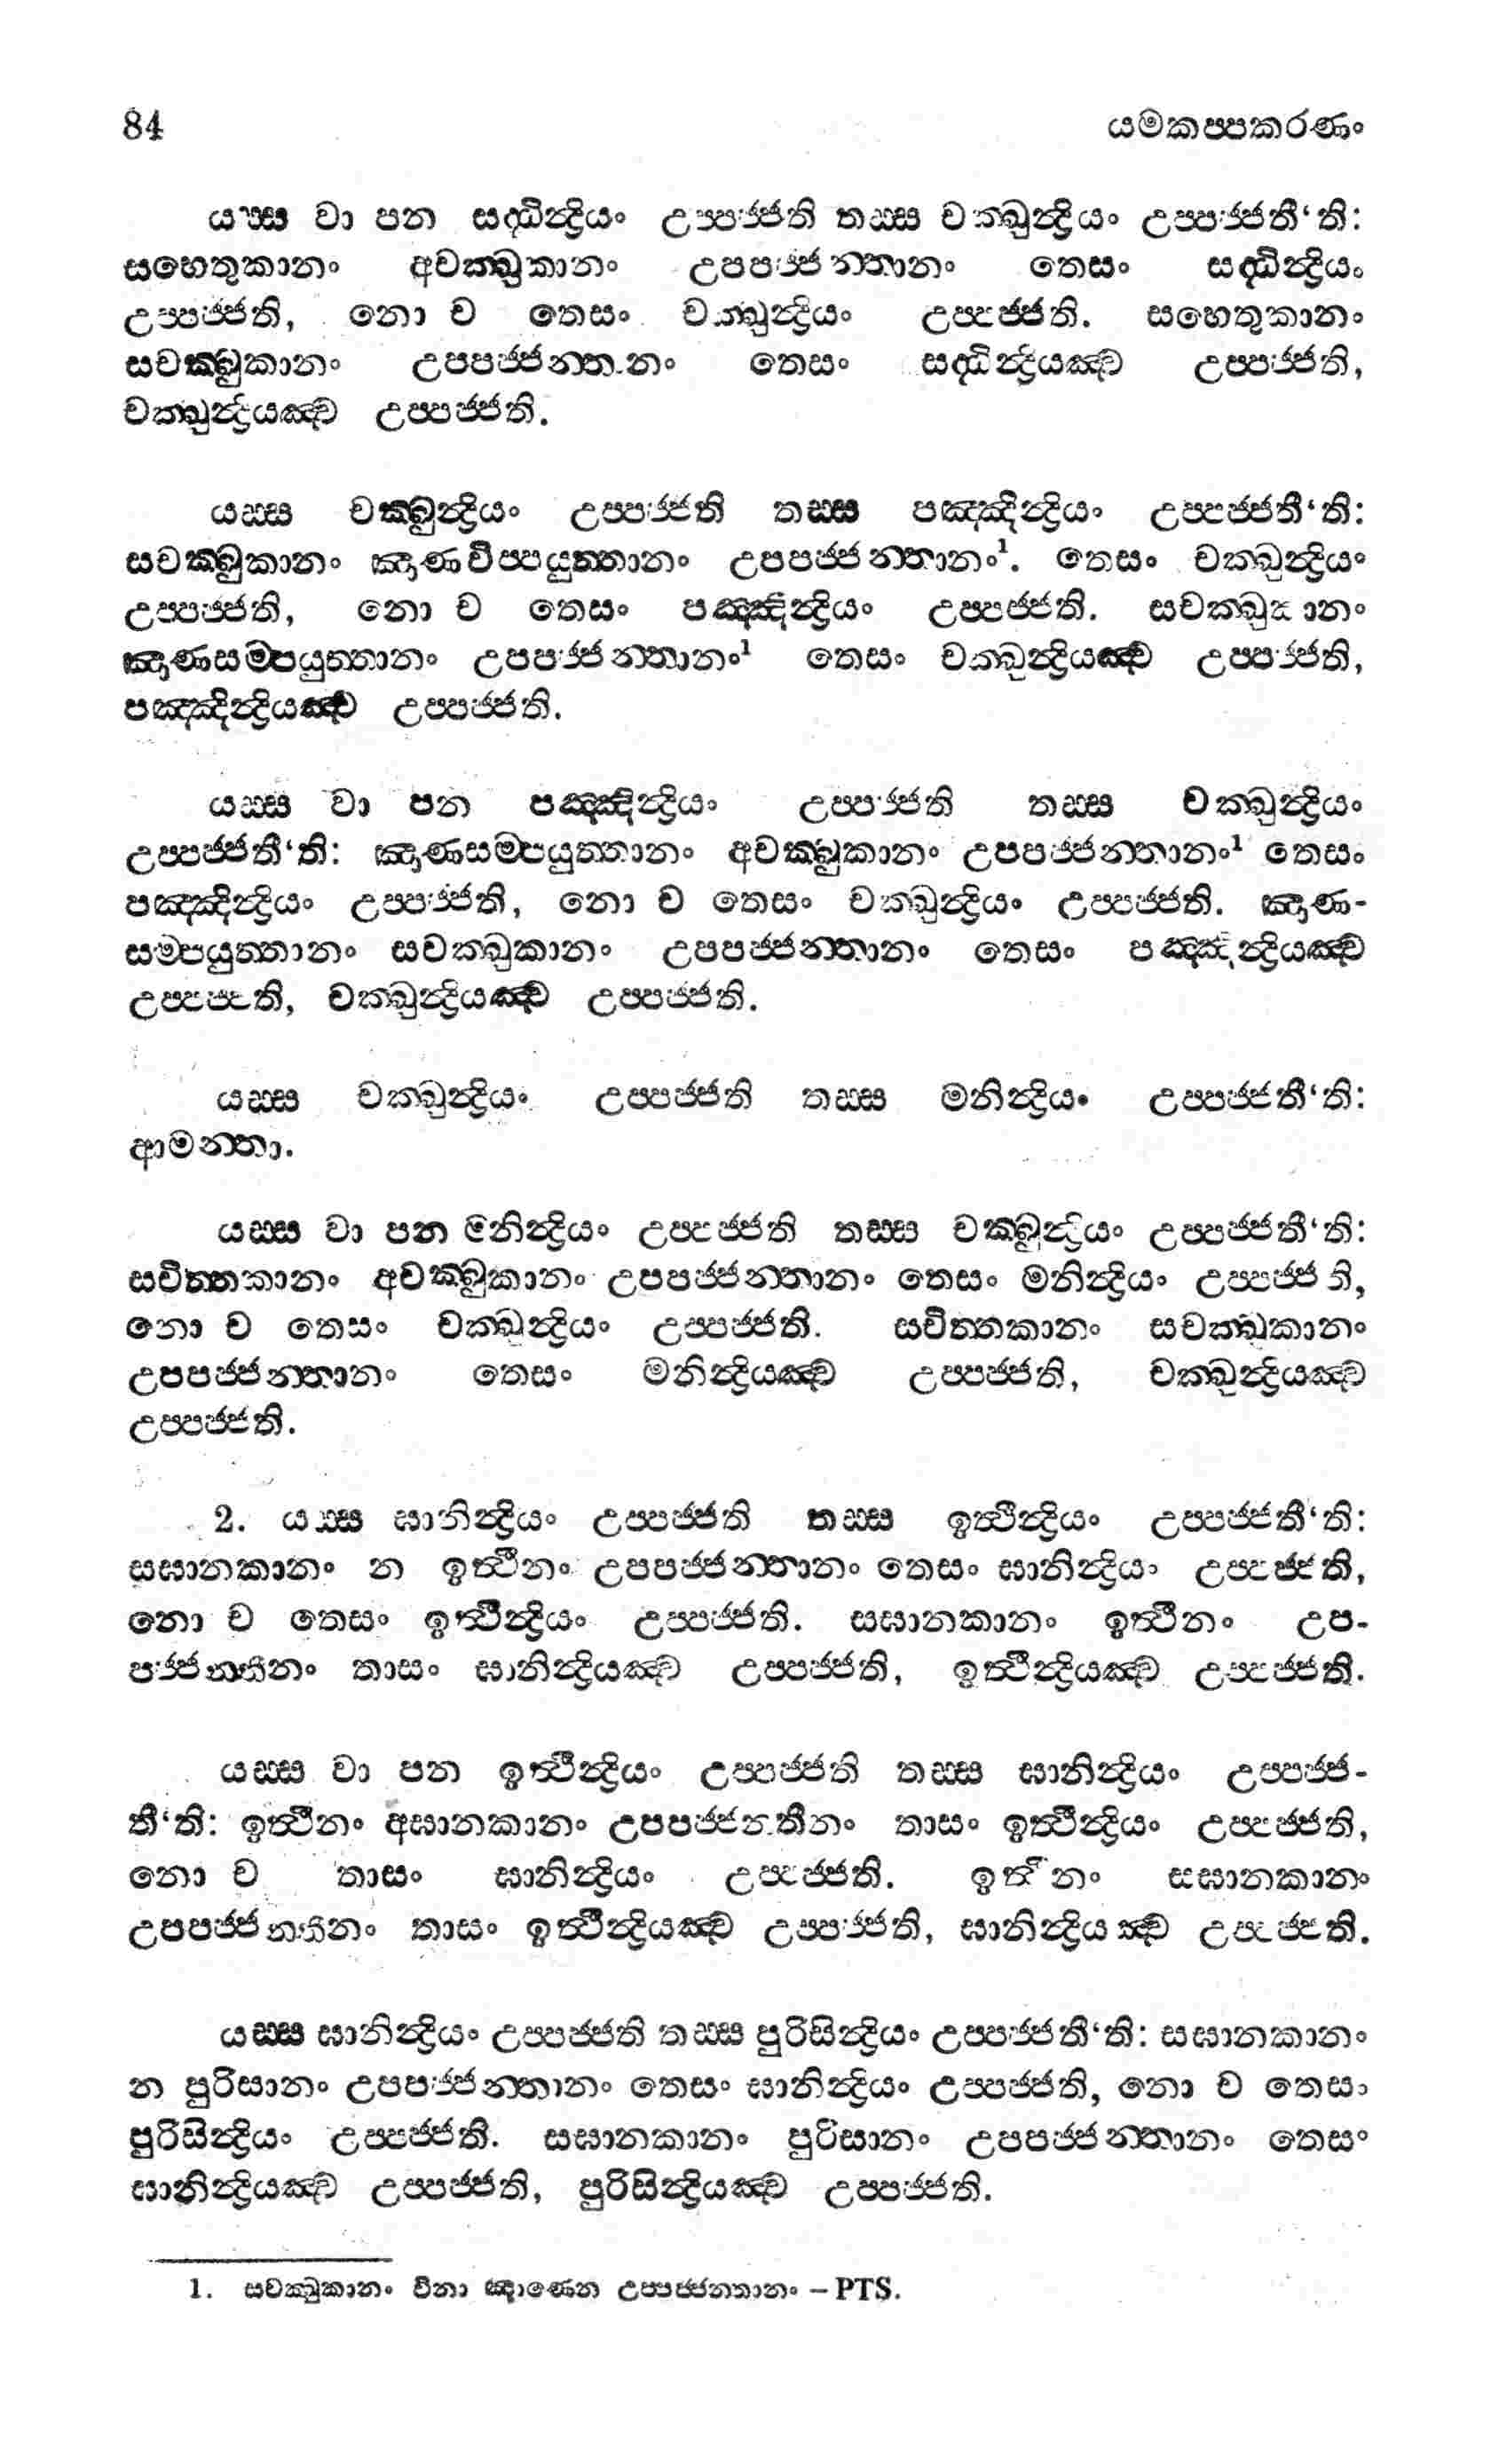 84 යමකප්පකරණං
යස්ස වා පන සද්ධින්ද්‍රියං උප්පජ්ජති තස්ස චක්ඛුන්ද්‍රියං උප්පජ්ජතී‘ති:
සහෙතුකානං අචක්ඛුකානං උපපජ්ජන්තානං තෙසං සද්ධින්ද්‍රියං
උප්පජ්ජති, නො ච තෙසං චක්ඛුන්ද්‍රියං උප්පජ්ජති. සහෙතුකානං
සචක්ඛුකානං උපපජ්ජන්තානං තෙසං සද්ධින්ද්‍රියඤ්ච උප්පජ්ජති,
චක්ඛුන්ද්‍රියඤ්ච උප්පජ්ජති.
යස්ස චක්ඛුන්ද්‍රියං උප්පජ්ජති තස්ස පඤ්ඤින්ද්‍රියං උප්පජ්ජතී‘ති:
සචක්ඛුකානං ඤාණවිප්පයුත්තානං උපපජ්ජන්තානං¹. තෙසං චක්ඛුන්ද්‍රියං
උප්පජ්ජති, නො ච තෙසං පඤ්ඤින්ද්‍රියං උප්පජ්ජති. සචක්ඛුකානං
ඤාණසම්පයුත්තානං උපපජ්ජන්තානං¹ තෙසං චක්ඛුන්ද්‍රියඤ්ච උප්පජ්ජති,
පඤ්ඤින්ද්‍රියඤ්ච උප්පජ්ජති.
යස්ස වා පන පඤ්ඤින්ද්‍රියං උප්පජ්ජති තස්ස චක්ඛුන්ද්‍රියං
උප්පජ්ජතී‘ති: ඤාණසම්පයුත්තානං අචක්ඛුකානං උපපජ්ජන්තානං¹ තෙසං
පඤ්ඤින්ද්‍රියං උප්පජ්ජති, නො ච තෙසං චක්ඛුන්ද්‍රියං උප්පජ්ජති. ඤාණ-
සම්පයුත්තානං සචක්ඛුකානං උපපජ්ජන්තානං තෙසං පඤ්ඤින්ද්‍රියඤ්ච
උප්පජ්ජති, චක්ඛුන්ද්‍රියඤ්ච උප්පජ්ජති.
යස්ස චක්ඛුන්ද්‍රියං උප්පජ්ජති තස්ස මනින්ද්‍රියං උප්පජ්ජතී‘ති:
ආමන්තා.
යස්ස වා පන මනින්ද්‍රියං උප්පජ්ජති තස්ස චක්ඛුන්ද්‍රියං උප්පජ්ජතී‘ති:
සචිත්තකානං අචක්ඛුකානං උපපජ්ජන්තානං තෙසං මනින්ද්‍රියං උප්පජ්ජති,
නො ච තෙසං චක්ඛුන්ද්‍රියං උප්පජ්ජති. සචිත්තකානං සචක්ඛුකානං
උපපජ්ජන්තානං තෙසං මනින්ද්‍රියඤ්ච උප්පජ්ජති, චක්ඛුන්ද්‍රියඤ්ච
උප්පජ්ජති.
2. යස්ස ඝානින්ද්‍රියං උප්පජ්ජති තස්ස ඉත්ථින්ද්‍රියං උප්පජ්ජතී‘ති:
සඝානකානං න ඉත්ථීනං උපපජ්ජන්තානං තෙසං ඝානින්ද්‍රියං උප්පජ්ජති,
නො ච තෙසං ඉත්ථින්ද්‍රියං උප්පජ්ජති. සඝානකානං ඉත්ථීනං උප-
පජ්ජන්තීනං තාසං ඝානින්ද්‍රියඤ්ච උප්පජ්ජති, ඉත්ථින්ද්‍රියඤ්ච උප්පජ්ජති.
යස්ස වා පන ඉත්ථින්ද්‍රියං උප්පජ්ජති තස්ස ඝානින්ද්‍රියං උප්පජ්ජ-
තී‘ති: ඉත්ථීනං අඝානකානං උපපජ්ජන්තීනං තාසං ඉත්ථින්ද්‍රියං උප්පජ්ජති,
නො ච තාසං ඝානින්ද්‍රියං උප්පජ්ජති. ඉත්ථීනං සඝානකානං
උපපජ්ජන්තීනං තාසං ඉත්ථින්ද්‍රියඤ්ච උප්පජ්ජති, ඝානින්ද්‍රියඤ්ච උප්පජ්ජති.
යස්ස ඝානින්ද්‍රියං උප්පජ්ජති තස්ස පුරිසින්ද්‍රියං උප්පජ්ජතී‘ති: සඝානකානං
න පුරිසානං උපපජ්ජන්තානං තෙසං ඝානින්ද්‍රියං උප්පජ්ජති, නො ච තෙසං
පුරිසින්ද්‍රියං උප්පජ්ජති. සඝානකානං පුරිසානං උපපජ්ජන්තානං තෙසං
ඝානින්ද්‍රියඤ්ච උප්පජ්ජති, පුරිසින්ද්‍රියඤ්ච උප්පජ්ජති.
1. සචක්ඛුකානං විනා ඤාණෙන උප්පජ්ජන්තානං – PTS.